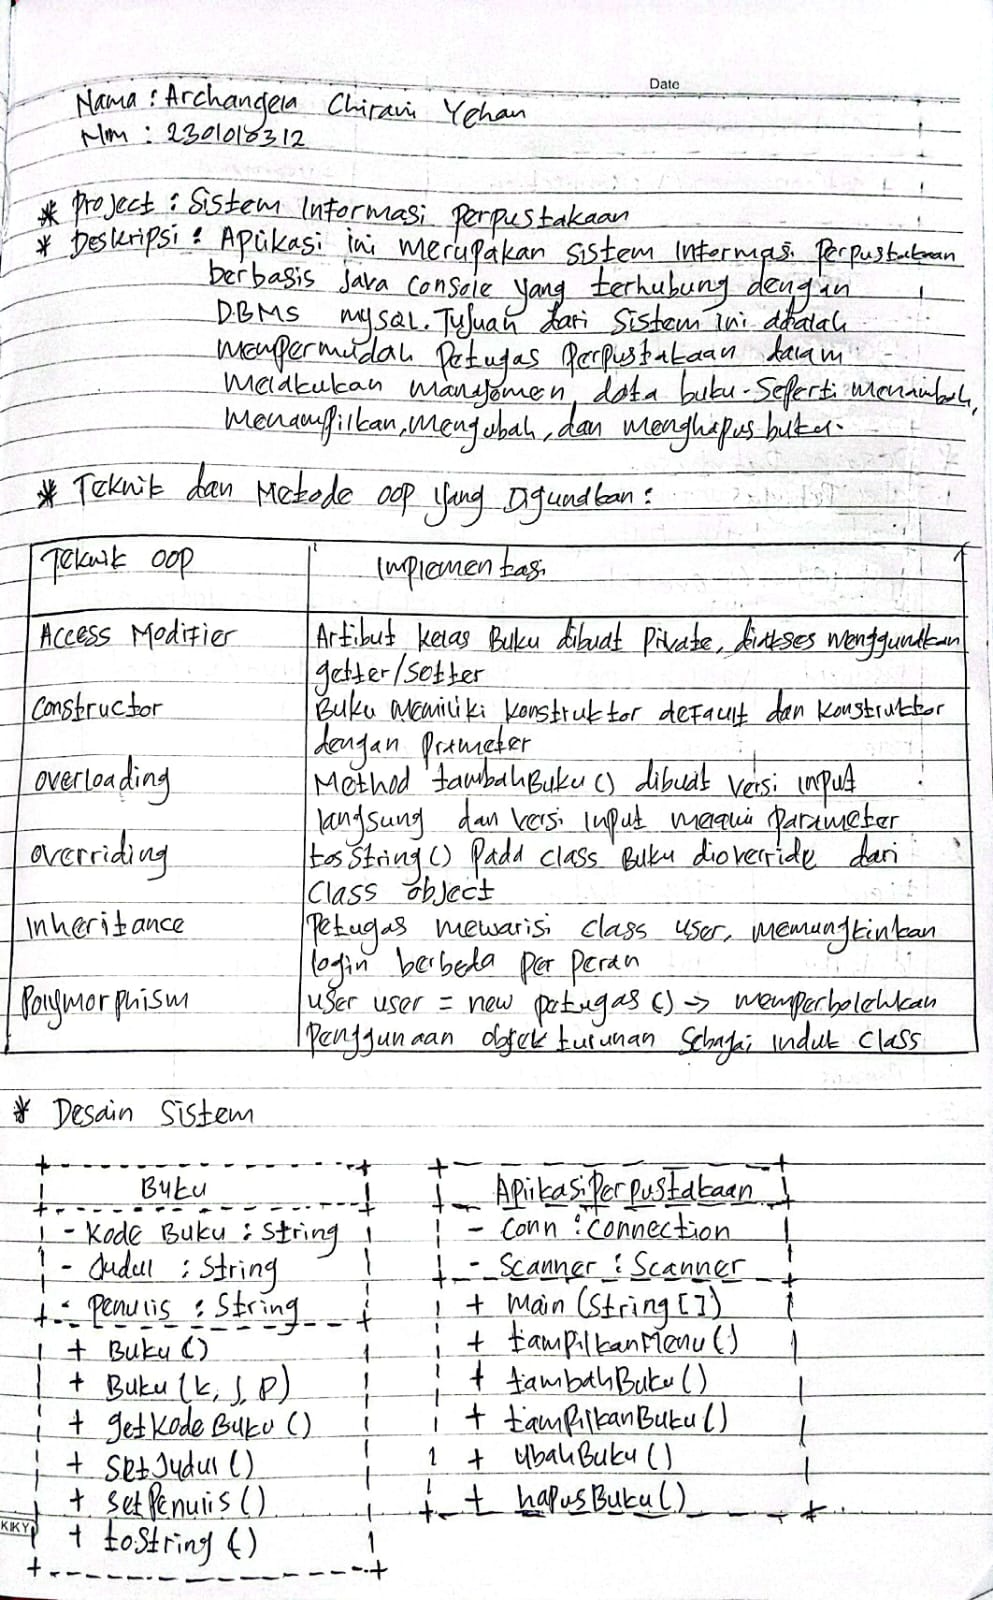 Date
Nama : Archangela Chirani Yehan
Nim : 2301018312
* Project : Sistem Informasi Perpustakaan
* Deskripsi : Aplikasi ini merupakan Sistem Informasi Perpustakaan
berbasis Java Console yang terhubung dengan
DBMS MySQL. Tujuan dari Sistem ini adalah
mempermudah Petugas Perpustakaan dalam
Melakukan manajemen data buku. Seperti menambah,
Menampilkan, mengubah, dan menghapus buku.
* Teknik dan Metode OOP yang Digunakan :
Teknik OOP Implementasi
Access Modifier Artibut kelas Buku dibuat Pivate, diakses menggunakan
getter/setter
Constructor Buku memiliki konstruktor default dan konstruktor
dengan Prameter
Overloading Method tambahBuku () dibuat versi input
langsung dan versi input melalui Parameter
Overriding tosString () Pada class Buku dioverride dari
Class object
Inheritance Petugas mewarisi class user, memungkinkan
login berbeda per peran
Polymorphism user user = new petugas () → memperbolehkan
Penggunaan objek turunan Sebagai induk class
* Desain Sistem
Buku
- Kode Buku : String
- Judul : String
- Penulis : String
+ Buku ()
+ Buku (k, J, P)
+ getKode Buku ()
+ SetJudul ()
+ setPenulis ()
+ toString ()
AplikasiPerpustakaan
- Conn : Connection
- Scanner : Scanner
+ Main (String [])
+ tampilkanMenu ()
+ tambahBuku ()
+ tampilkanBuku ()
+ UbahBuku ()
+ hapusBuku ()
KIKY